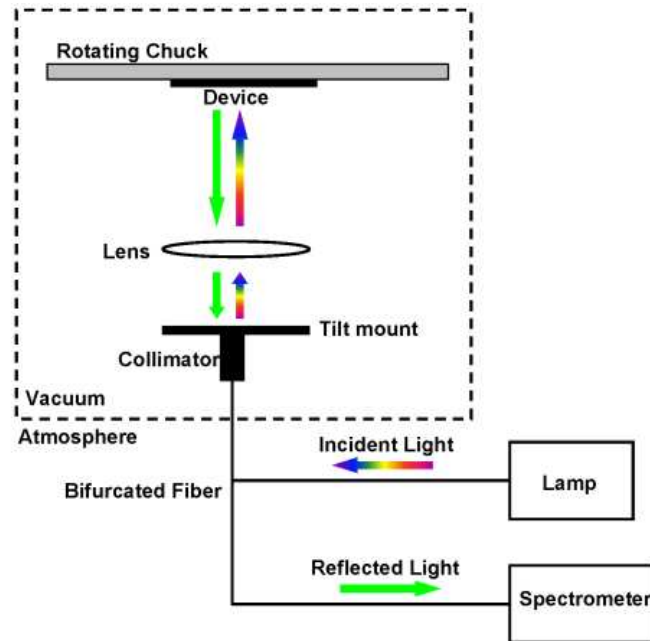 Rotating Chuck
Device
Lens
Tilt mount
Collimator
Vacuum
Atmosphere
Incident Light
Lamp
Bifurcated Fiber
Reflected Light
Spectrometer